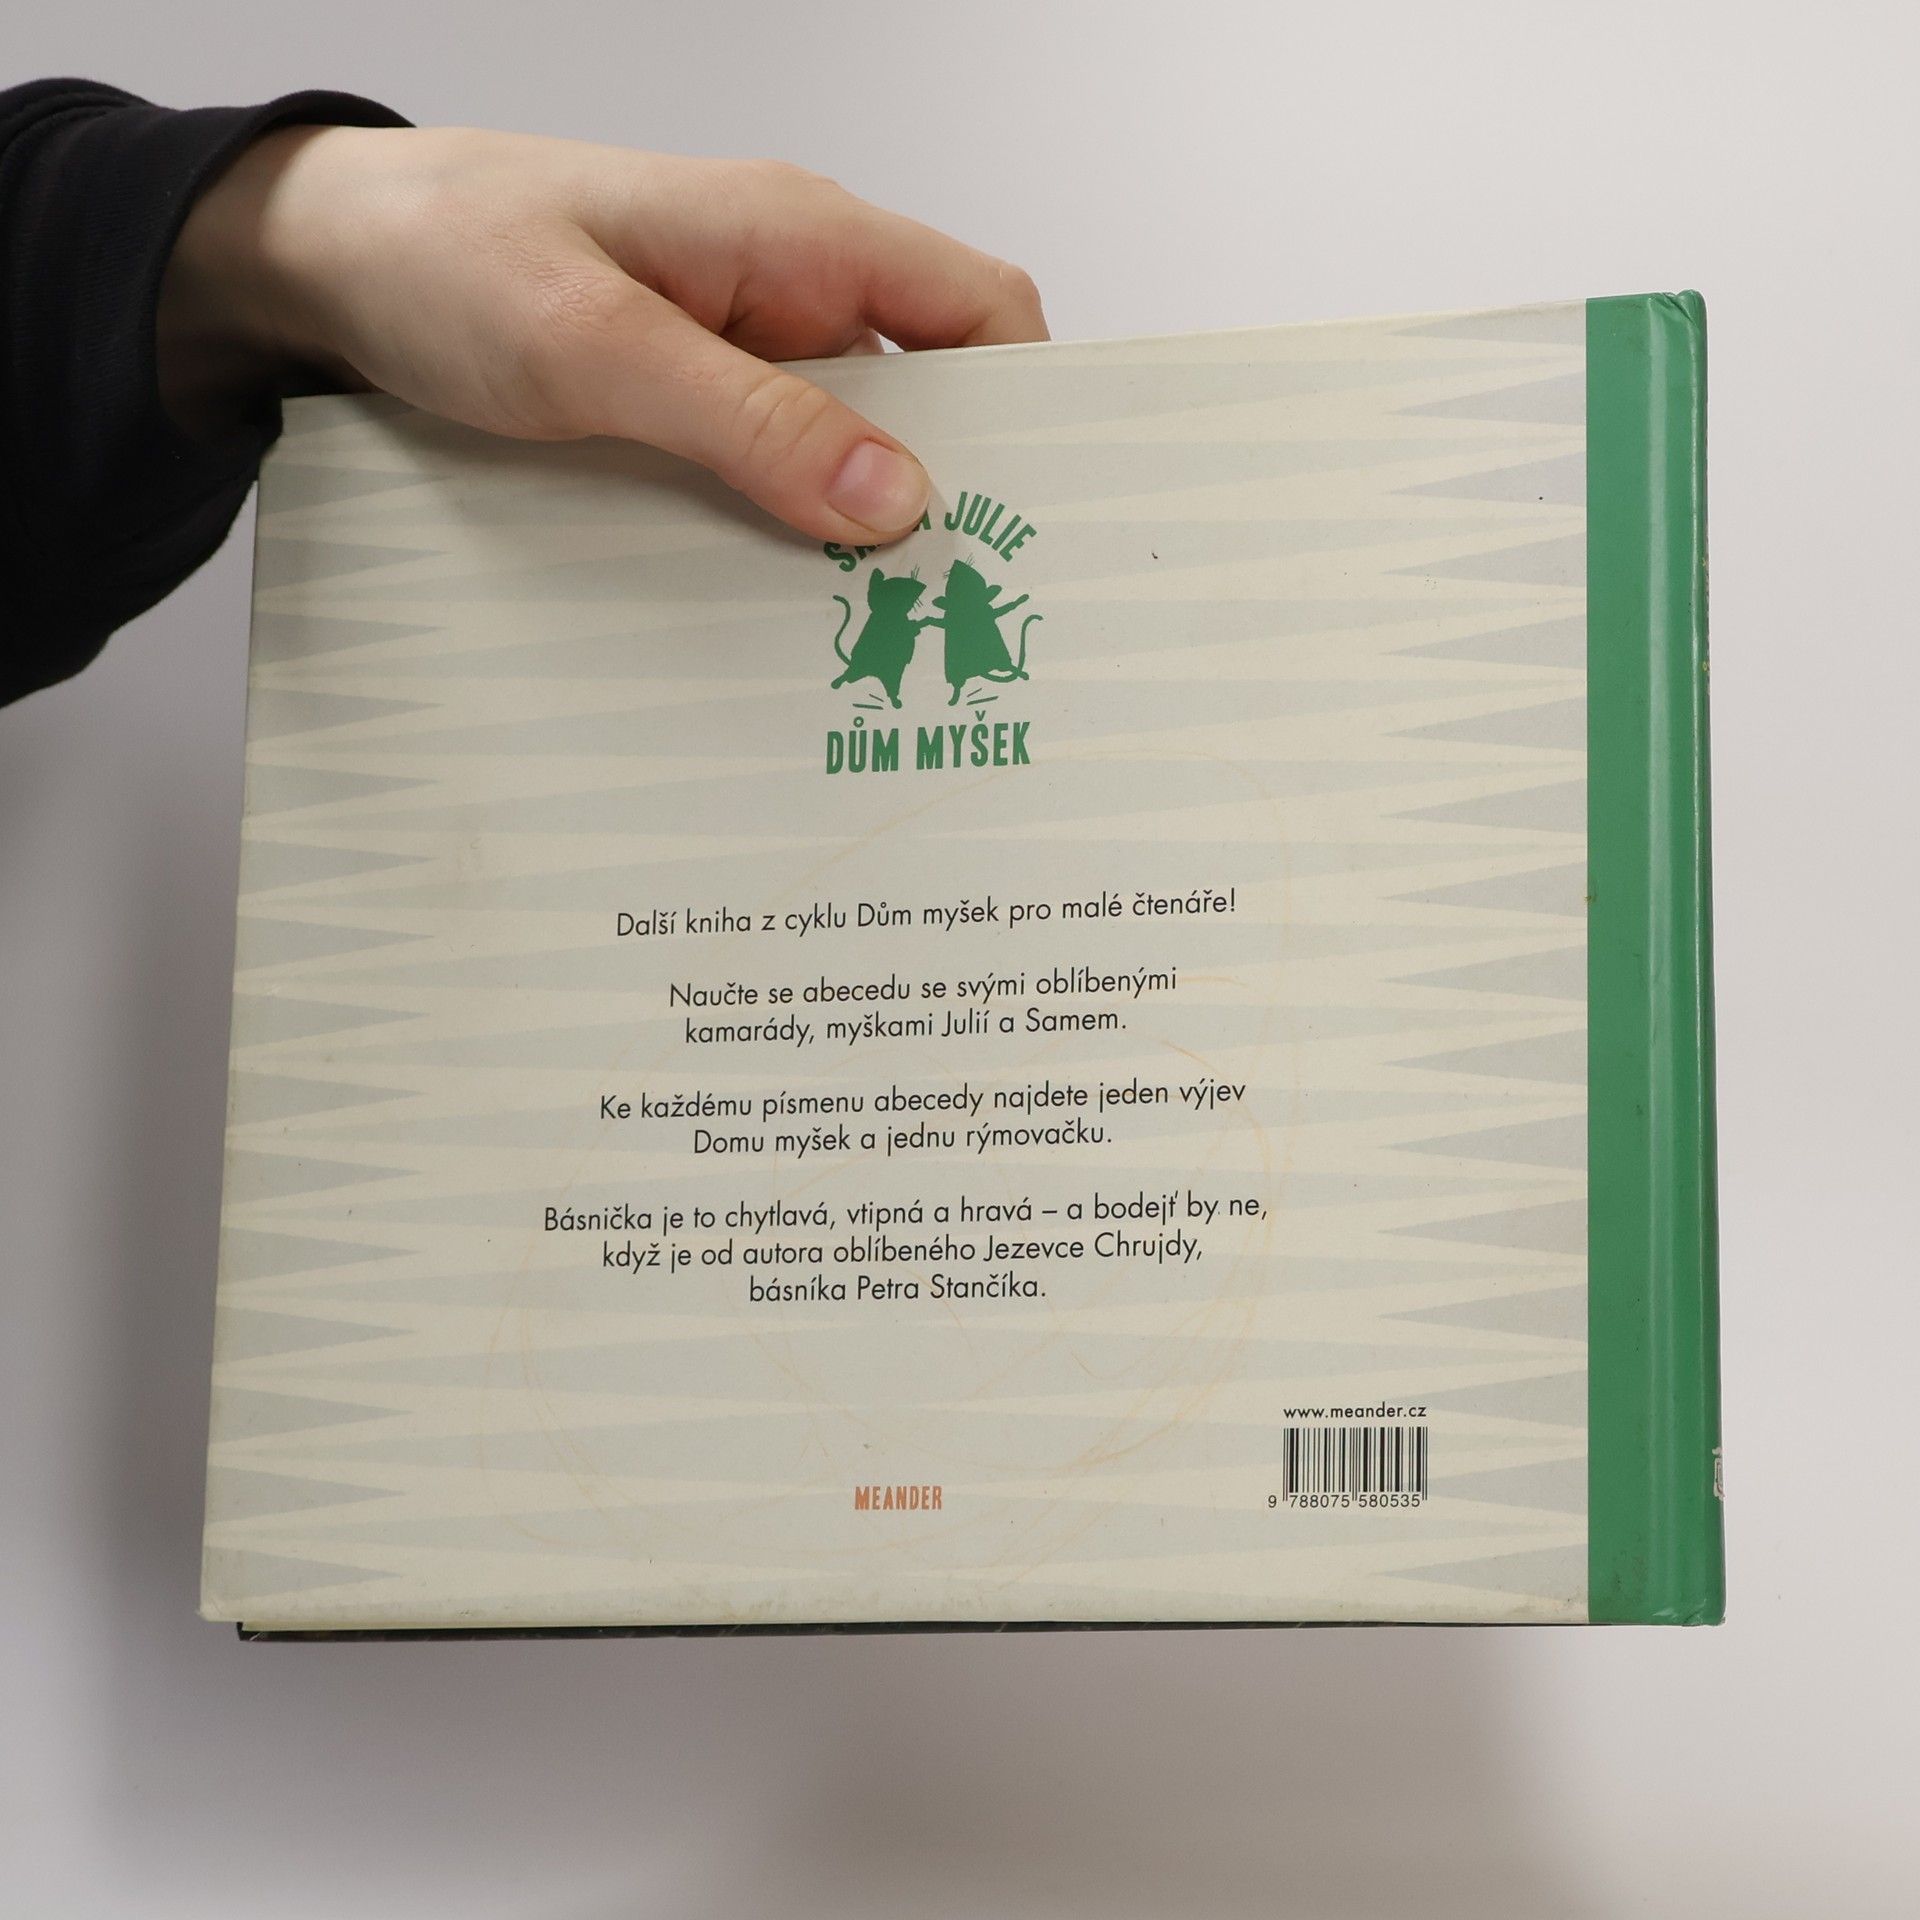 JULIE
DŮM MYŠEK
Další kniha z cyklu Dům myšek pro malé čtenáře!
Naučte se abecedu se svými oblíbenými
kamarády, myškami Julií a Samem.
Ke každému písmenu abecedy najdete jeden výjev
Domu myšek a jednu rýmovačku.
Básnička je to chytlavá, vtipná a hravá – a bodejť by ne,
když je od autora oblíbeného Jezevce Chrujdy,
básníka Petra Stančíka.
www.meander.cz
MEANDER
9 788075 580535